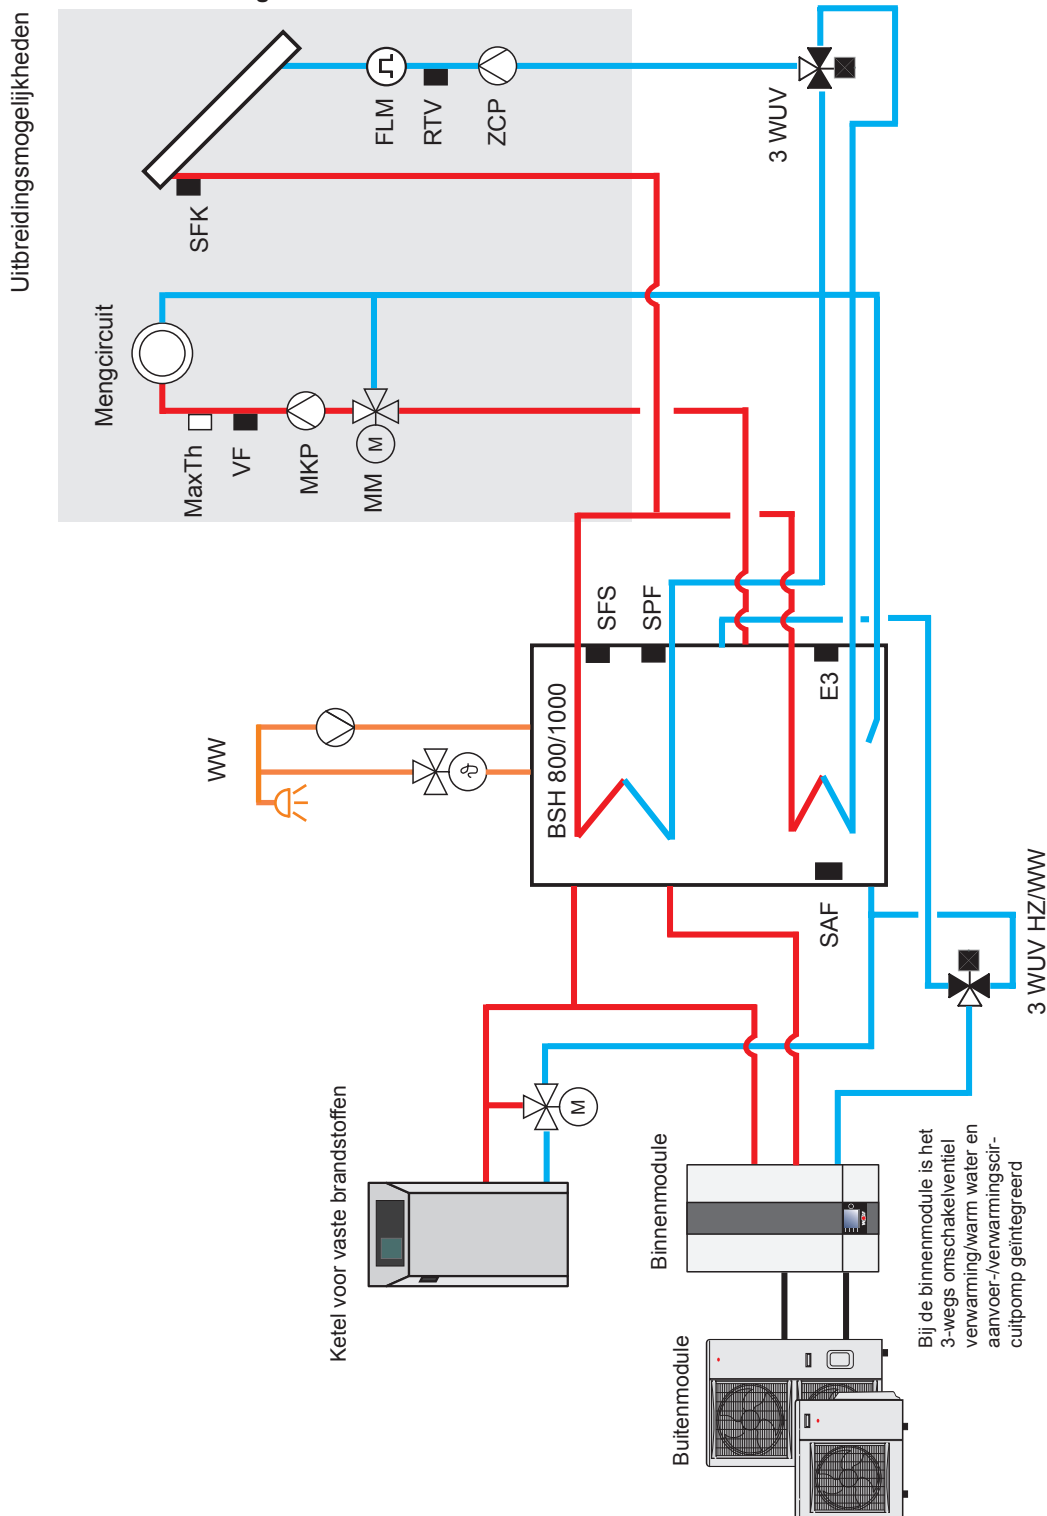 Uitbreidingsmogelijkheden
FLM
RTV
ZCP
3 WUV
SFK
Mengcircuit
MaxTh
VF
MKP
MM
M
WW
BSH 800/1000
SFS
SPF
E3
SAF
3 WUV HZ/WW
Ketel voor vaste brandstoffen
M
Binnenmodule
Buitenmodule
Bij de binnenmodule is het
3-wegs omschakelventiel
verwarming/warm water en
aanvoer-/verwarmingscir-
cuitpomp geïntegreerd